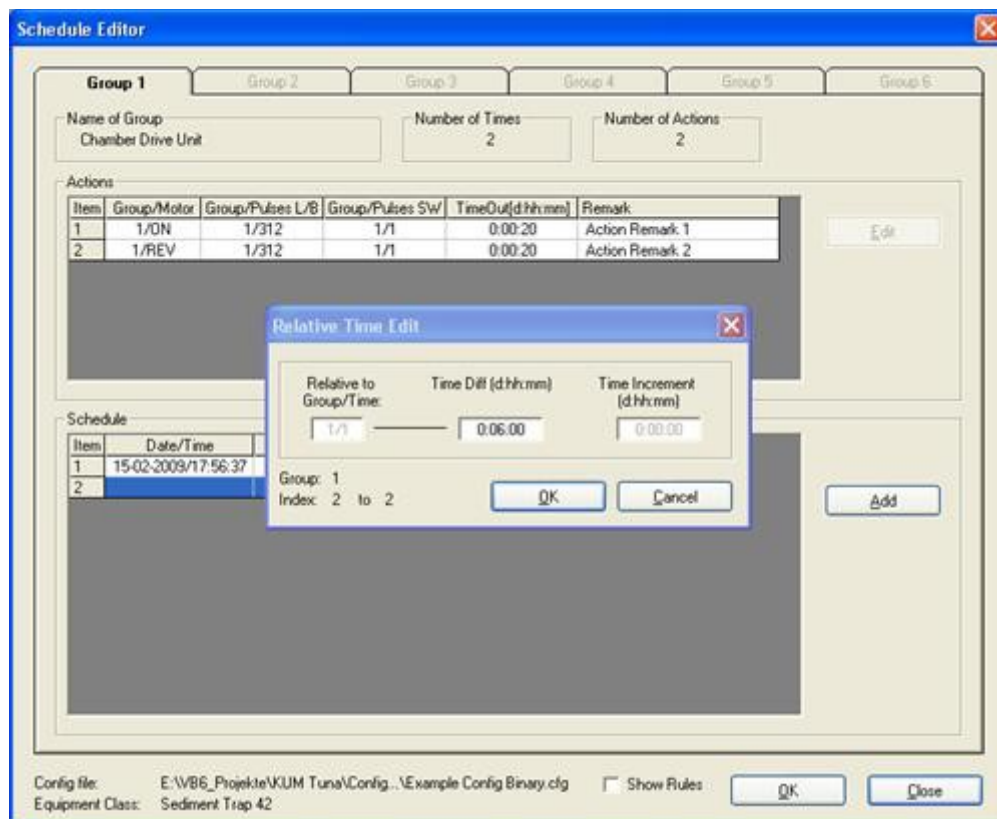 Schedule Editor
Group 1 Group 2 Group 3 Group 4 Group 5 Group 6
Name of Group Number of Times Number of Actions
Chamber Drive Unit 2 2
Actions
Item Group/Motor Group/Pulses L/B Group/Pulses SW TimeOut[d:hh:mm] Remark
1 1/ON 1/312 1/1 0:00:20 Action Remark 1
2 1/REV 1/312 1/1 0:00:20 Action Remark 2
Edit
Relative Time Edit
Relative to Time Diff (d:hh:mm) Time Increment
Group/Time: (d:hh:mm)
1/1 0:06:00 0:00:00
Group: 1
Index: 2 to 2 OK Cancel
Schedule
Item Date/Time
1 15-02-2009/17:56:37
2
Add
Config file: E:\VB6_Projekte\KUM Tuna\Config...\Example Config Binary.cfg Show Rules OK Close
Equipment Class: Sediment Trap 42